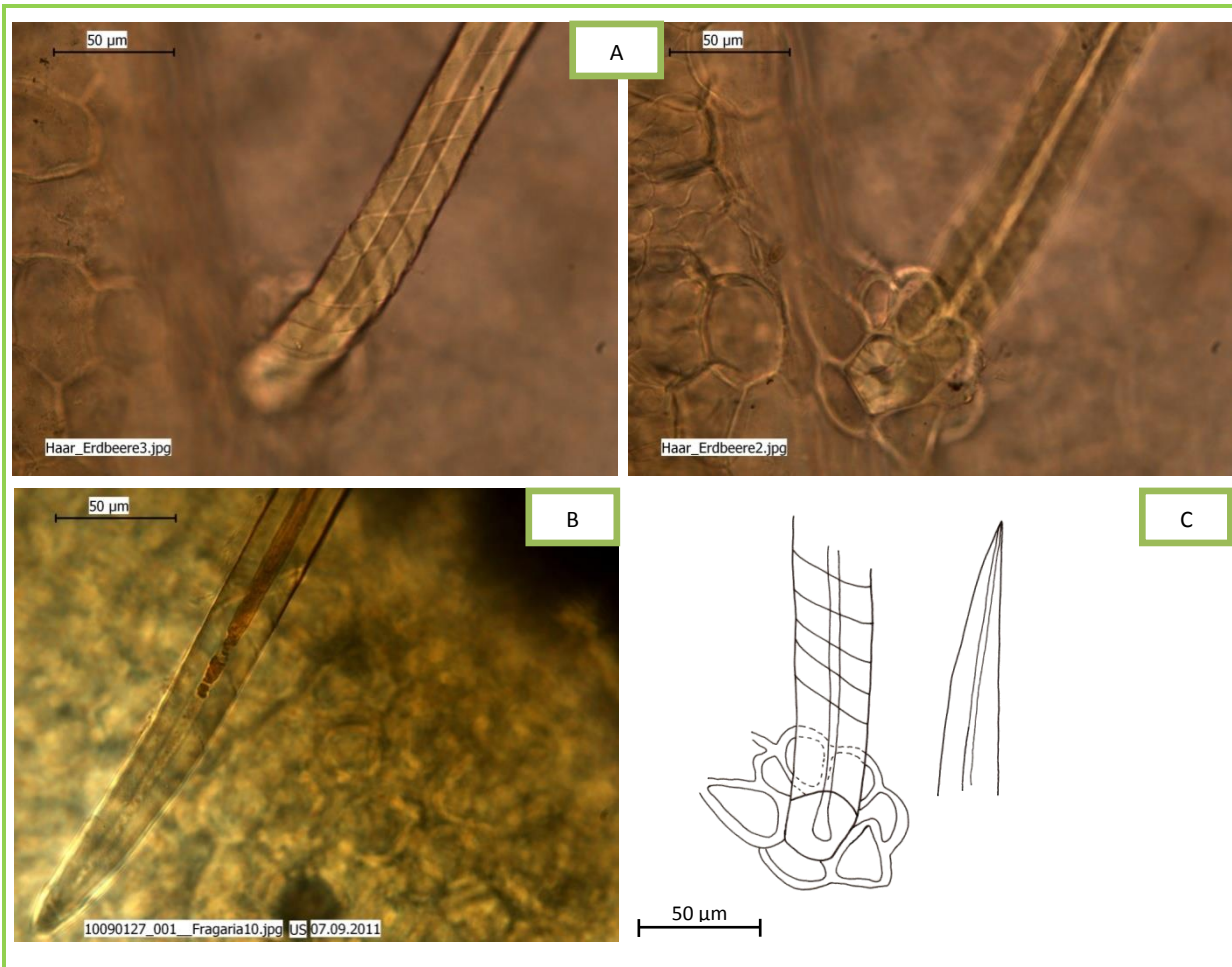 50 µm
A
50 µm
Haar_Erdbeere3.jpg
Haar_Erdbeere2.jpg
50 µm
B
C
10090127_001__Fragaria10.jpg US 07.09.2011
50 µm